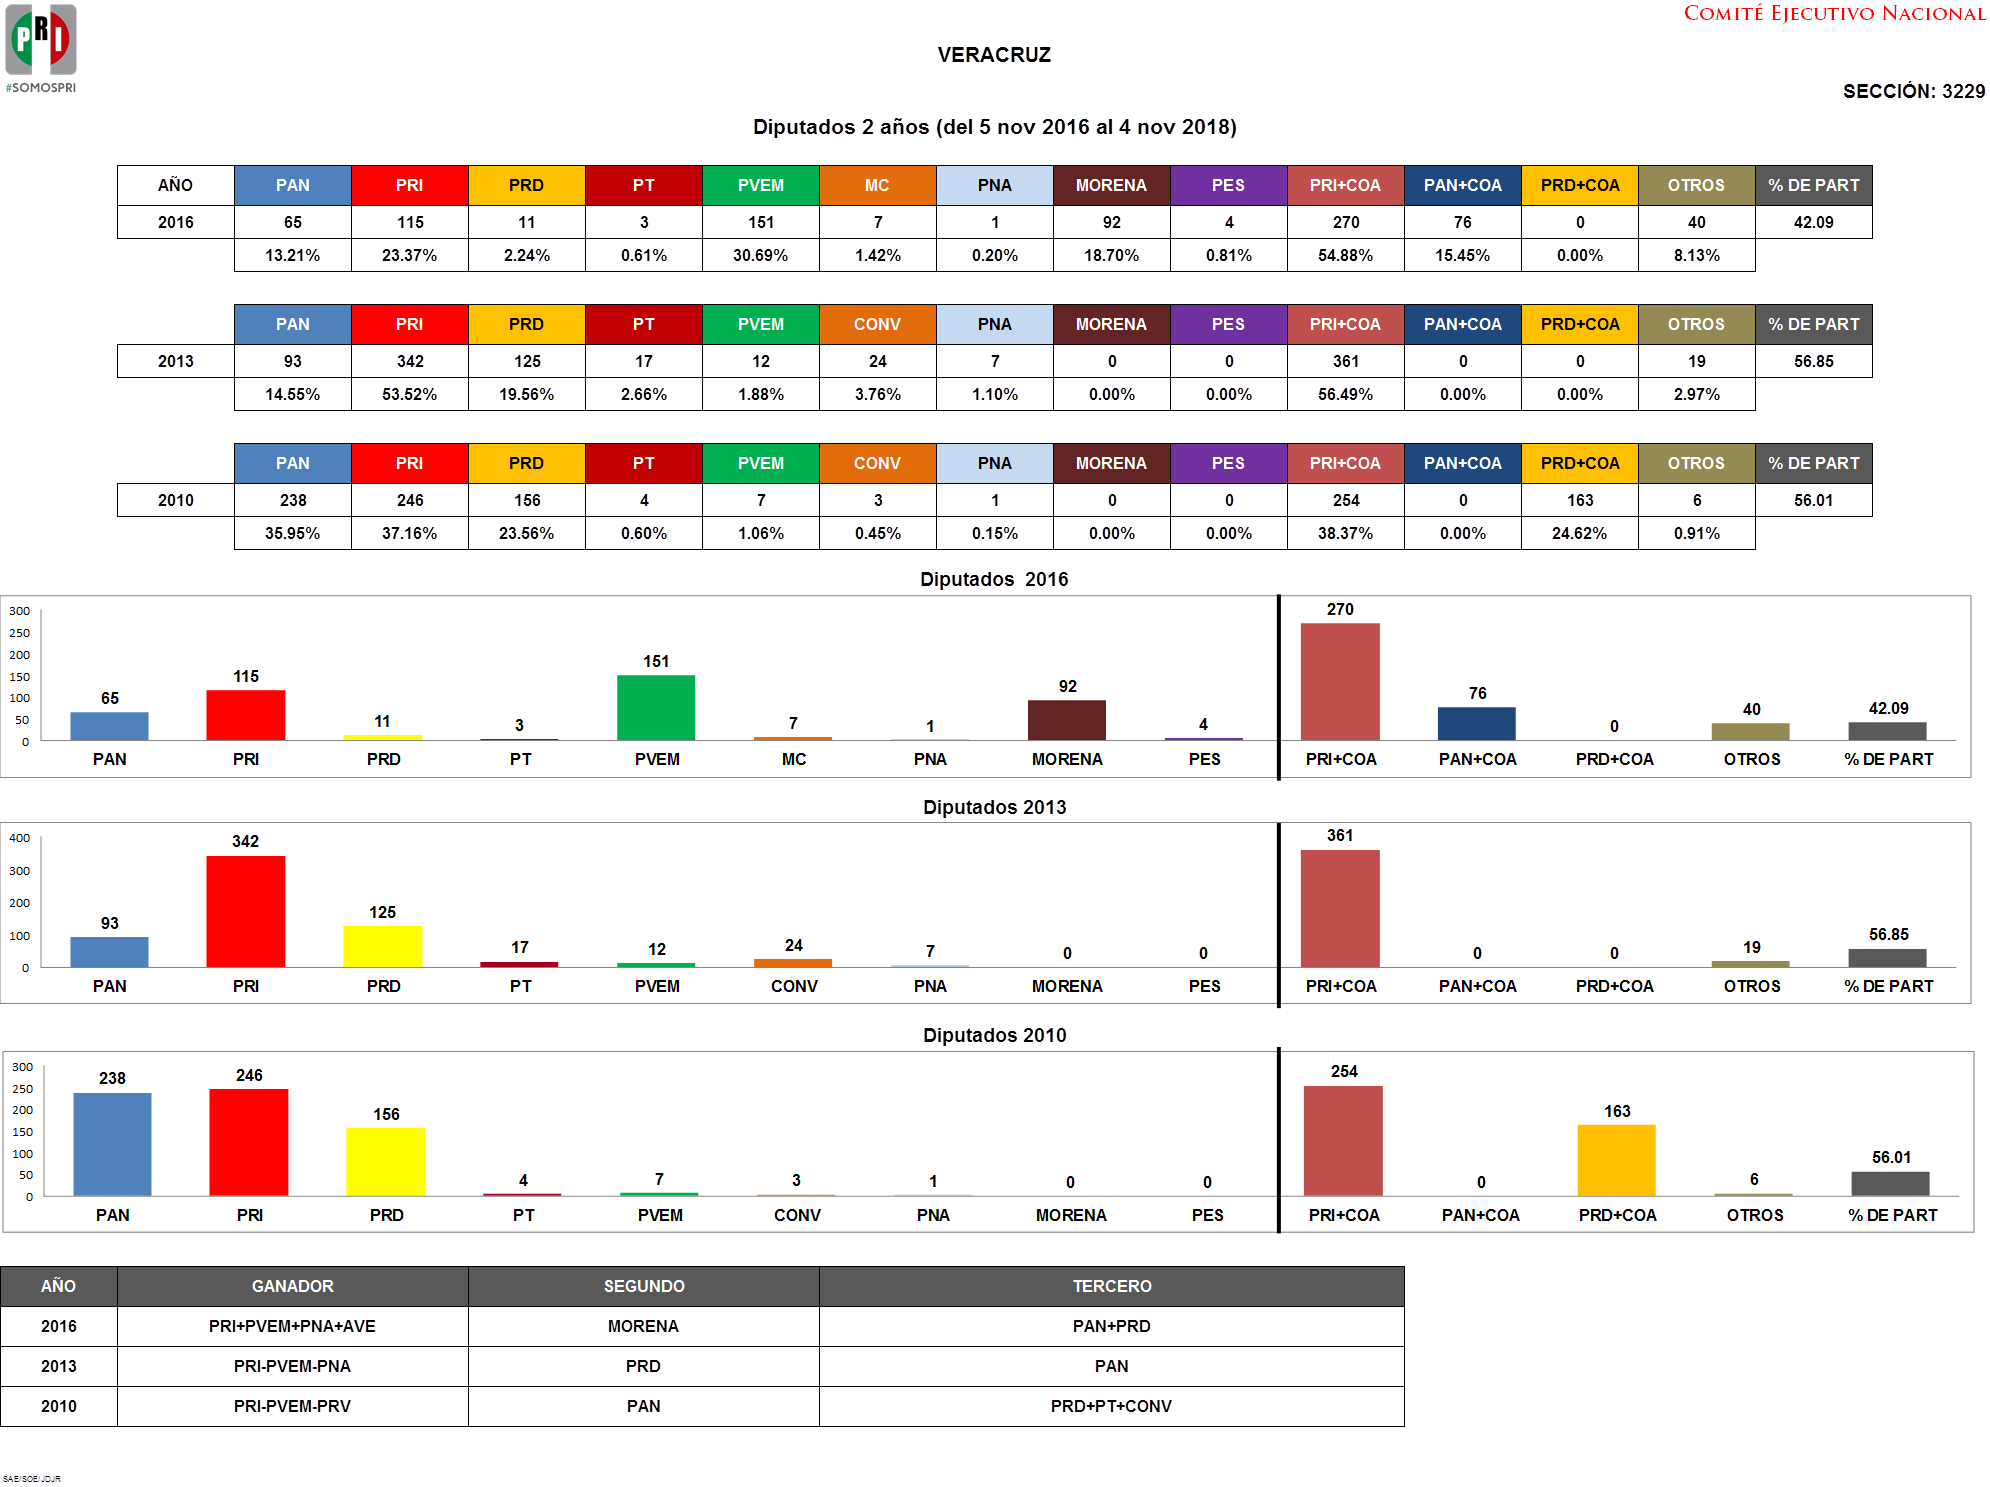 PRI
#SOMOSPRI
COMITÉ EJECUTIVO NACIONAL
VERACRUZ
SECCIÓN: 3229
Diputados 2 años (del 5 nov 2016 al 4 nov 2018)
AÑO PAN PRI PRD PT PVEM MC PNA MORENA PES PRI+COA PAN+COA PRD+COA OTROS % DE PART
2016 65 115 11 3 151 7 1 92 4 270 76 0 40 42.09
13.21% 23.37% 2.24% 0.61% 30.69% 1.42% 0.20% 18.70% 0.81% 54.88% 15.45% 0.00% 8.13%
PAN PRI PRD PT PVEM CONV PNA MORENA PES PRI+COA PAN+COA PRD+COA OTROS % DE PART
2013 93 342 125 17 12 24 7 0 0 361 0 0 19 56.85
14.55% 53.52% 19.56% 2.66% 1.88% 3.76% 1.10% 0.00% 0.00% 56.49% 0.00% 0.00% 2.97%
PAN PRI PRD PT PVEM CONV PNA MORENA PES PRI+COA PAN+COA PRD+COA OTROS % DE PART
2010 238 246 156 4 7 3 1 0 0 254 0 163 6 56.01
35.95% 37.16% 23.56% 0.60% 1.06% 0.45% 0.15% 0.00% 0.00% 38.37% 0.00% 24.62% 0.91%
Diputados 2016
300
250
200
150
100
50
0
65 115 11 3 151 7 1 92 4 270 76 0 40 42.09
PAN PRI PRD PT PVEM MC PNA MORENA PES PRI+COA PAN+COA PRD+COA OTROS % DE PART
Diputados 2013
400
300
200
100
0
93 342 125 17 12 24 7 0 0 361 0 0 19 56.85
PAN PRI PRD PT PVEM CONV PNA MORENA PES PRI+COA PAN+COA PRD+COA OTROS % DE PART
Diputados 2010
300
250
200
150
100
50
0
238 246 156 4 7 3 1 0 0 254 0 163 6 56.01
PAN PRI PRD PT PVEM CONV PNA MORENA PES PRI+COA PAN+COA PRD+COA OTROS % DE PART
AÑO GANADOR SEGUNDO TERCERO
2016 PRI+PVEM+PNA+AVE MORENA PAN+PRD
2013 PRI-PVEM-PNA PRD PAN
2010 PRI-PVEM-PRV PAN PRD+PT+CONV
SAE/SOE/JDJR